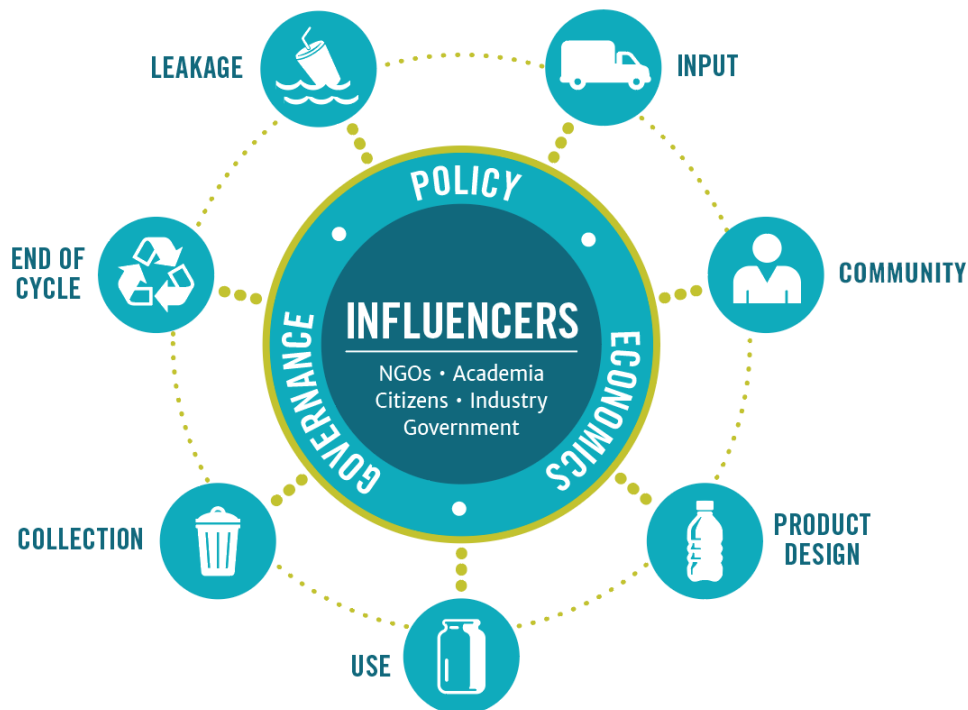 LEAKAGE
INPUT
POLICY
END OF
CYCLE
COMMUNITY
INFLUENCERS
NGOs • Academia
Citizens • Industry
Government
GOVERNANCE
ECONOMICS
COLLECTION
PRODUCT
DESIGN
USE